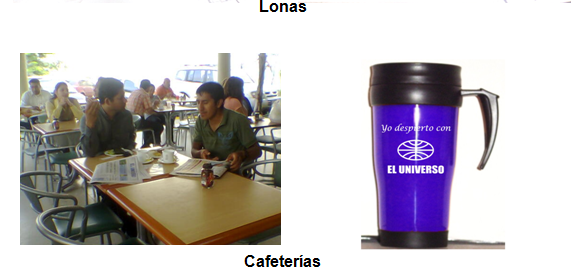 Lonas
Yo despierto con
EL UNIVERSO
Cafeterías